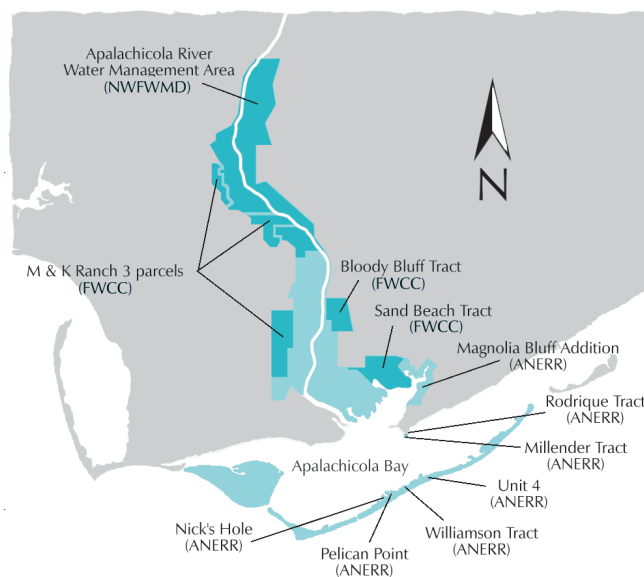 Apalachicola River
Water Management Area
(NWFWMD)
N
M & K Ranch 3 parcels
(FWCC)
Bloody Bluff Tract
(FWCC)
Sand Beach Tract
(FWCC)
Magnolia Bluff Addition
(ANERR)
Rodrique Tract
(ANERR)
Millender Tract
(ANERR)
Apalachicola Bay
Unit 4
(ANERR)
Nick's Hole
(ANERR)
Williamson Tract
(ANERR)
Pelican Point
(ANERR)